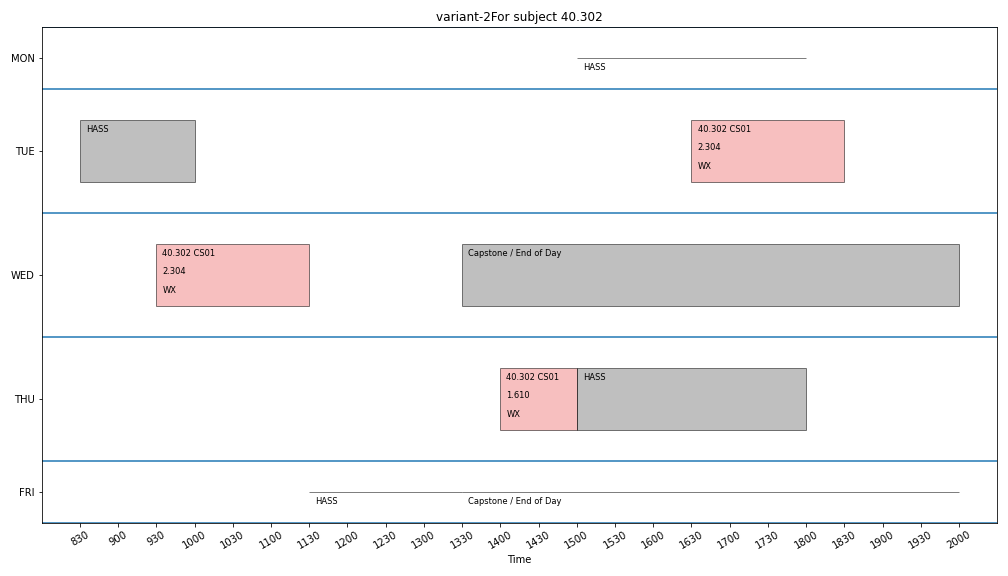 variant-2For subject 40.302
MON
HASS
TUE
HASS
40.302 CS01
2.304
WX
WED
40.302 CS01
2.304
WX
Capstone / End of Day
THU
40.302 CS01
1.610
WX
HASS
FRI
HASS
Capstone / End of Day
830 900 930 1000 1030 1100 1130 1200 1230 1300 1330 1400 1430 1500 1530 1600 1630 1700 1730 1800 1830 1900 1930 2000
Time